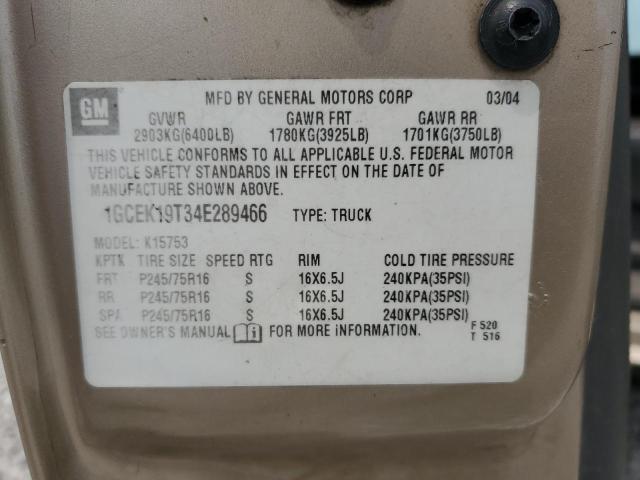 GM MFD BY GENERAL MOTORS CORP 03/04
GVWR GAWR FRT GAWR RR
2903KG(6400LB) 1780KG(3925LB) 1701KG(3750LB)
THIS VEHICLE CONFORMS TO ALL APPLICABLE U.S. FEDERAL MOTOR
VEHICLE SAFETY STANDARDS IN EFFECT ON THE DATE OF
MANUFACTURE SHOWN ABOVE.
1GCEK19T34E289466 TYPE: TRUCK
MODEL: K15753
KPTK TIRE SIZE SPEED RTG RIM COLD TIRE PRESSURE
FRT P245/75R16 S 16X6.5J 240KPA(35PSI)
RR P245/75R16 S 16X6.5J 240KPA(35PSI)
SPA P245/75R16 S 16X6.5J 240KPA(35PSI)
SEE OWNER'S MANUAL FOR MORE INFORMATION. F 520
T 516